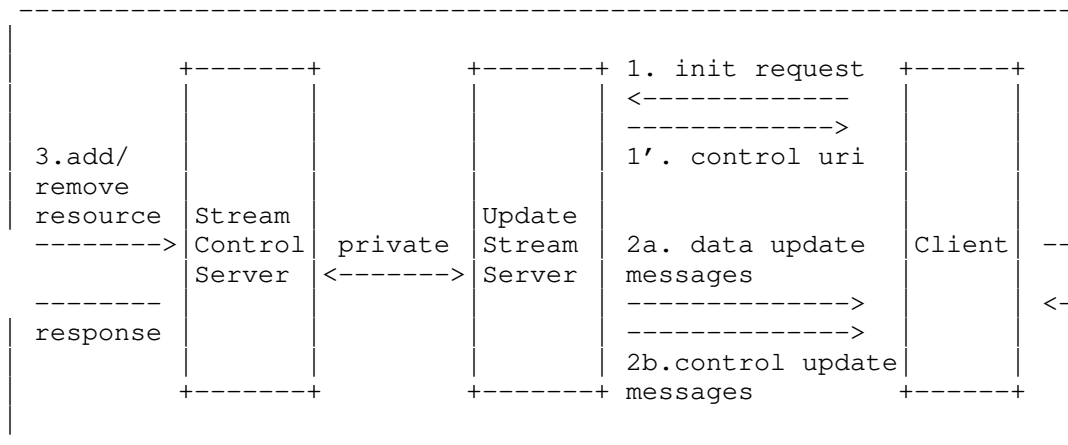 1. init request
1'. control uri
3.add/
remove
resource Stream Update
Control private Stream 2a. data update Client
Server Server messages
response
2b.control update
messages